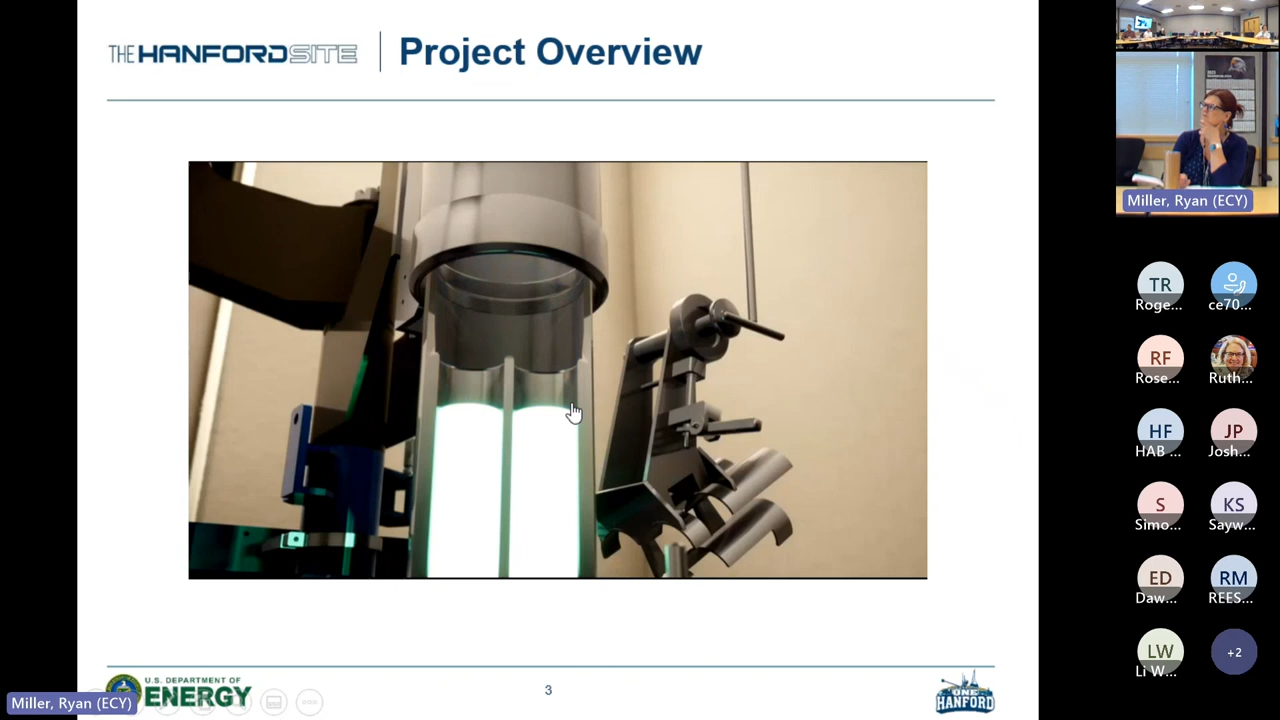 THE HANFORD SITE
Project Overview
U.S. DEPARTMENT OF
ENERGY
3
ONE
HANFORD
Miller, Ryan (ECY)
Miller, Ryan (ECY)
TR
Roge...
ce70...
RF
Rose...
Ruth...
HF
HAB ...
JP
Josh...
S
Simo...
KS
Sayw...
ED
Daw...
RM
REES...
LW
Li W...
+2